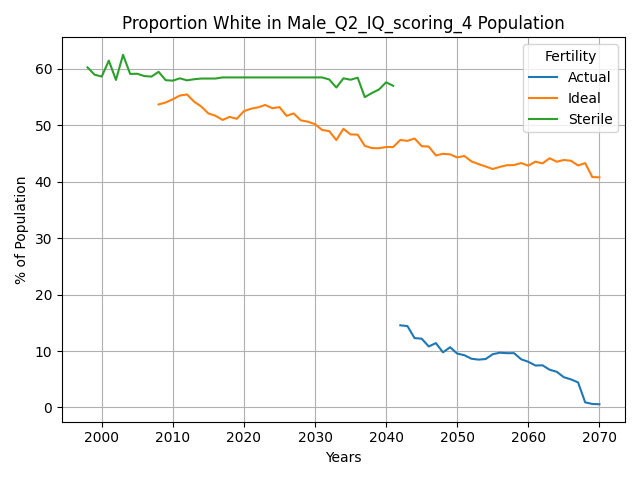 Proportion White in Male_Q2_IQ_scoring_4 Population
% of Population
60
50
40
30
20
10
0
Fertility
Actual
Ideal
Sterile
2000 2010 2020 2030 2040 2050 2060 2070
Years